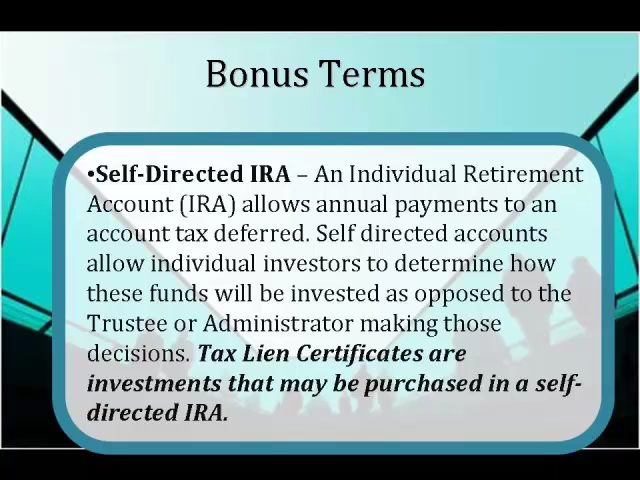 Bonus Terms
•Self-Directed IRA – An Individual Retirement
Account (IRA) allows annual payments to an
account tax deferred. Self directed accounts
allow individual investors to determine how
these funds will be invested as opposed to the
Trustee or Administrator making those
decisions. Tax Lien Certificates are
investments that may be purchased in a self-
directed IRA.